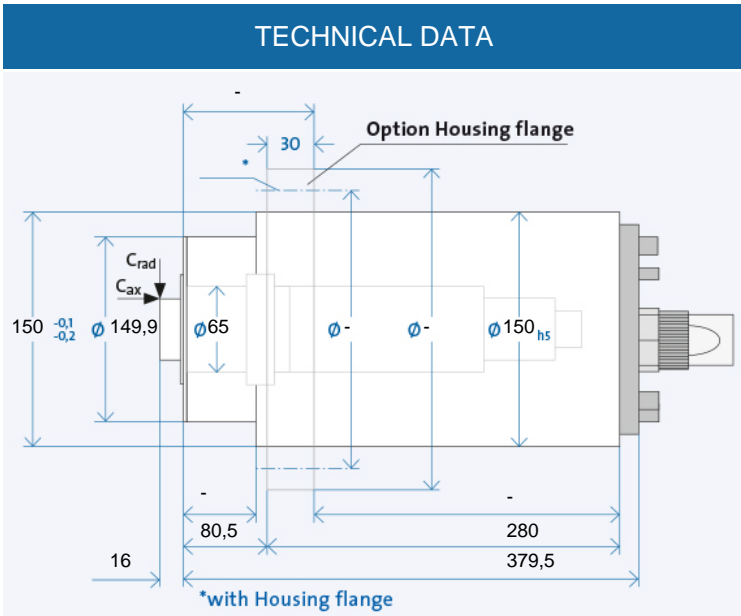 TECHNICAL DATA
-
30
Option Housing flange
*
Crad
Cax
150 -0,1 -0,2
Ø 149,9
Ø65
Ø -
Ø -
Ø 150 h5
-
-
80,5
280
16
379,5
*with Housing flange